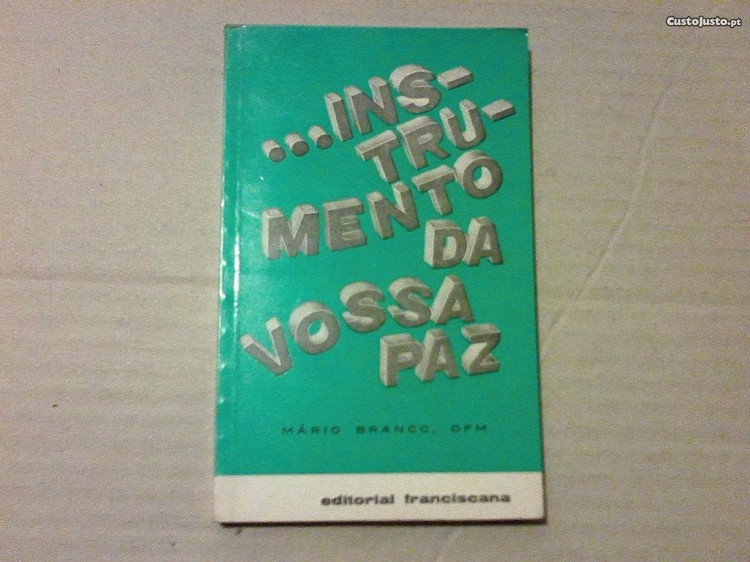 CustoJusto.pt
...INS-
TRU-
MENTO
DA
VOSSA
PAZ
MÁRIO BRANCO, OFM
editorial franciscana